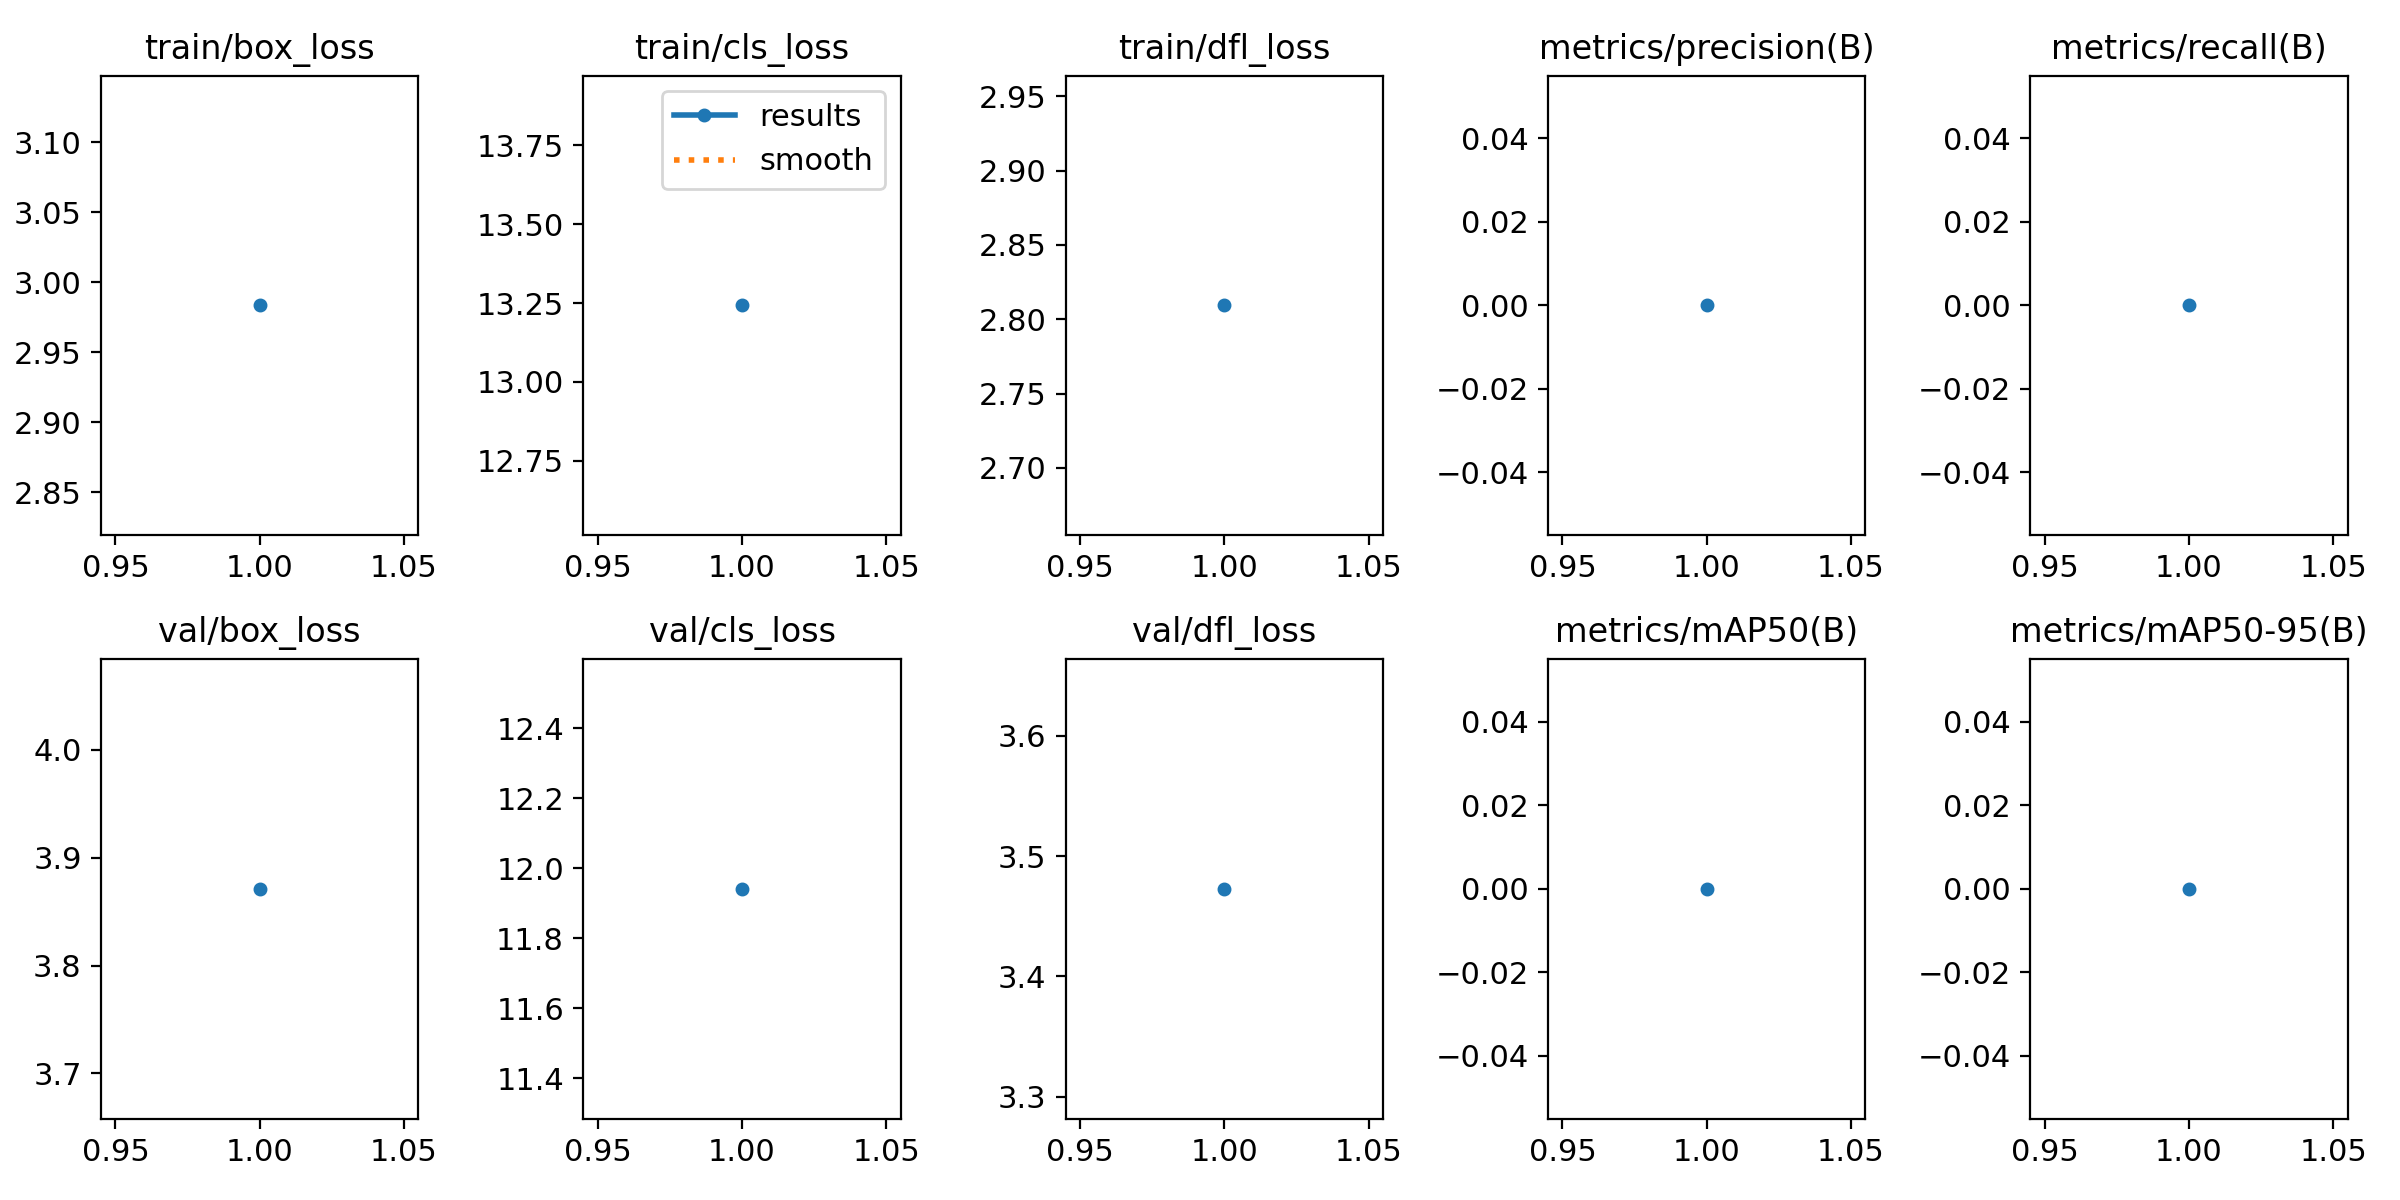 train/box_loss
3.10
3.05
3.00
2.95
2.90
2.85
0.95 1.00 1.05
train/cls_loss
results
smooth
13.75
13.50
13.25
13.00
12.75
0.95 1.00 1.05
train/dfl_loss
2.95
2.90
2.85
2.80
2.75
2.70
0.95 1.00 1.05
metrics/precision(B)
0.04
0.02
0.00
−0.02
−0.04
0.95 1.00 1.05
metrics/recall(B)
0.04
0.02
0.00
−0.02
−0.04
0.95 1.00 1.05
val/box_loss
4.0
3.9
3.8
3.7
0.95 1.00 1.05
val/cls_loss
12.4
12.2
12.0
11.8
11.6
11.4
0.95 1.00 1.05
val/dfl_loss
3.6
3.5
3.4
3.3
0.95 1.00 1.05
metrics/mAP50(B)
0.04
0.02
0.00
−0.02
−0.04
0.95 1.00 1.05
metrics/mAP50-95(B)
0.04
0.02
0.00
−0.02
−0.04
0.95 1.00 1.05